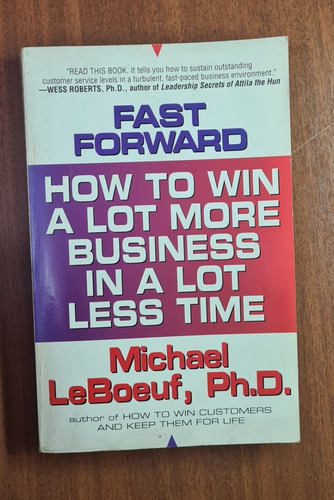 "READ THIS BOOK. It tells you how to sustain outstanding
customer service levels in a turbulent, fast-paced business environment."
—WESS ROBERTS, Ph.D., author of Leadership Secrets of Attila the Hun
FAST
FORWARD
HOW TO WIN
A LOT MORE
BUSINESS
IN A LOT
LESS TIME
Michael
LeBoeuf, Ph.D.
author of HOW TO WIN CUSTOMERS
AND KEEP THEM FOR LIFE